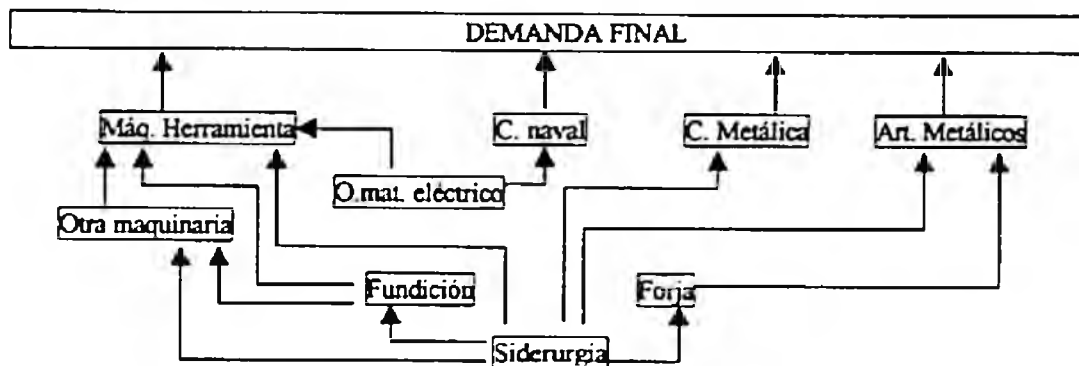 DEMANDA FINAL
Máq. Herramienta
C. naval
C. Metálica
Art. Metálicos
O.mat. eléctrico
Otra maquinaria
Fundición
Forja
Siderurgia